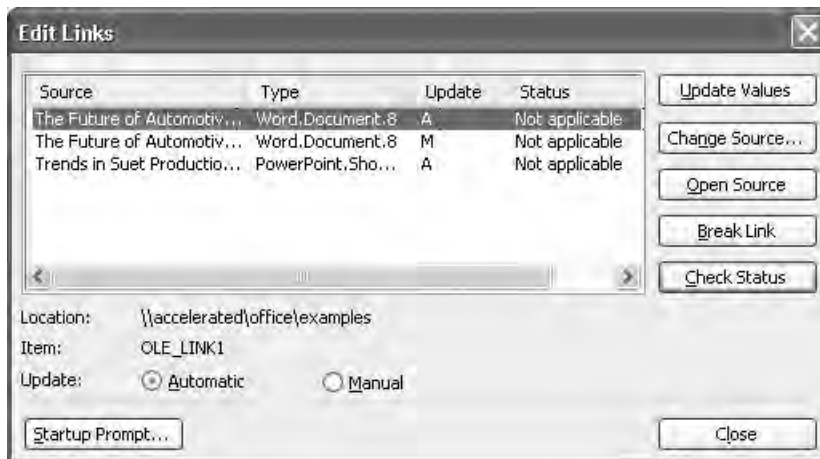 Edit Links
Source Type Update Status
The Future of Automotiv... Word.Document.8 A Not applicable
The Future of Automotiv... Word.Document.8 M Not applicable
Trends in Suet Productio... PowerPoint.Sho... A Not applicable
Update Values
Change Source...
Open Source
Break Link
Check Status
Location: \\accelerated\office\examples
Item: OLE_LINK1
Update: Automatic Manual
Startup Prompt... Close